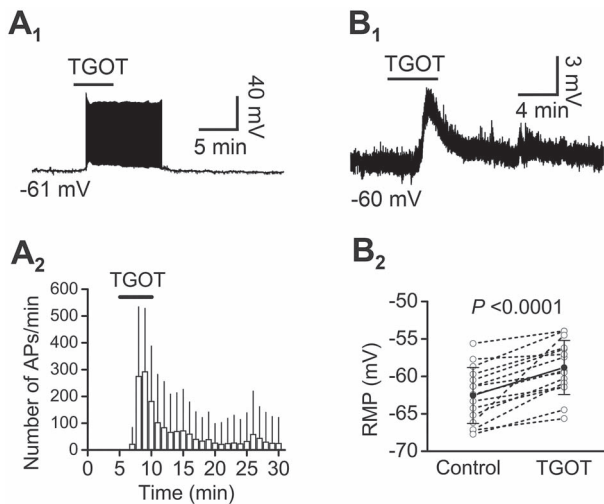 A1
TGOT
40 mV
5 min
-61 mV
B1
TGOT
3 mV
4 min
-60 mV
A2
TGOT
Number of APs/min
600
500
400
300
200
100
0
0 5 10 15 20 25 30
Time (min)
B2
P <0.0001
RMP (mV)
-50
-55
-60
-65
-70
Control TGOT